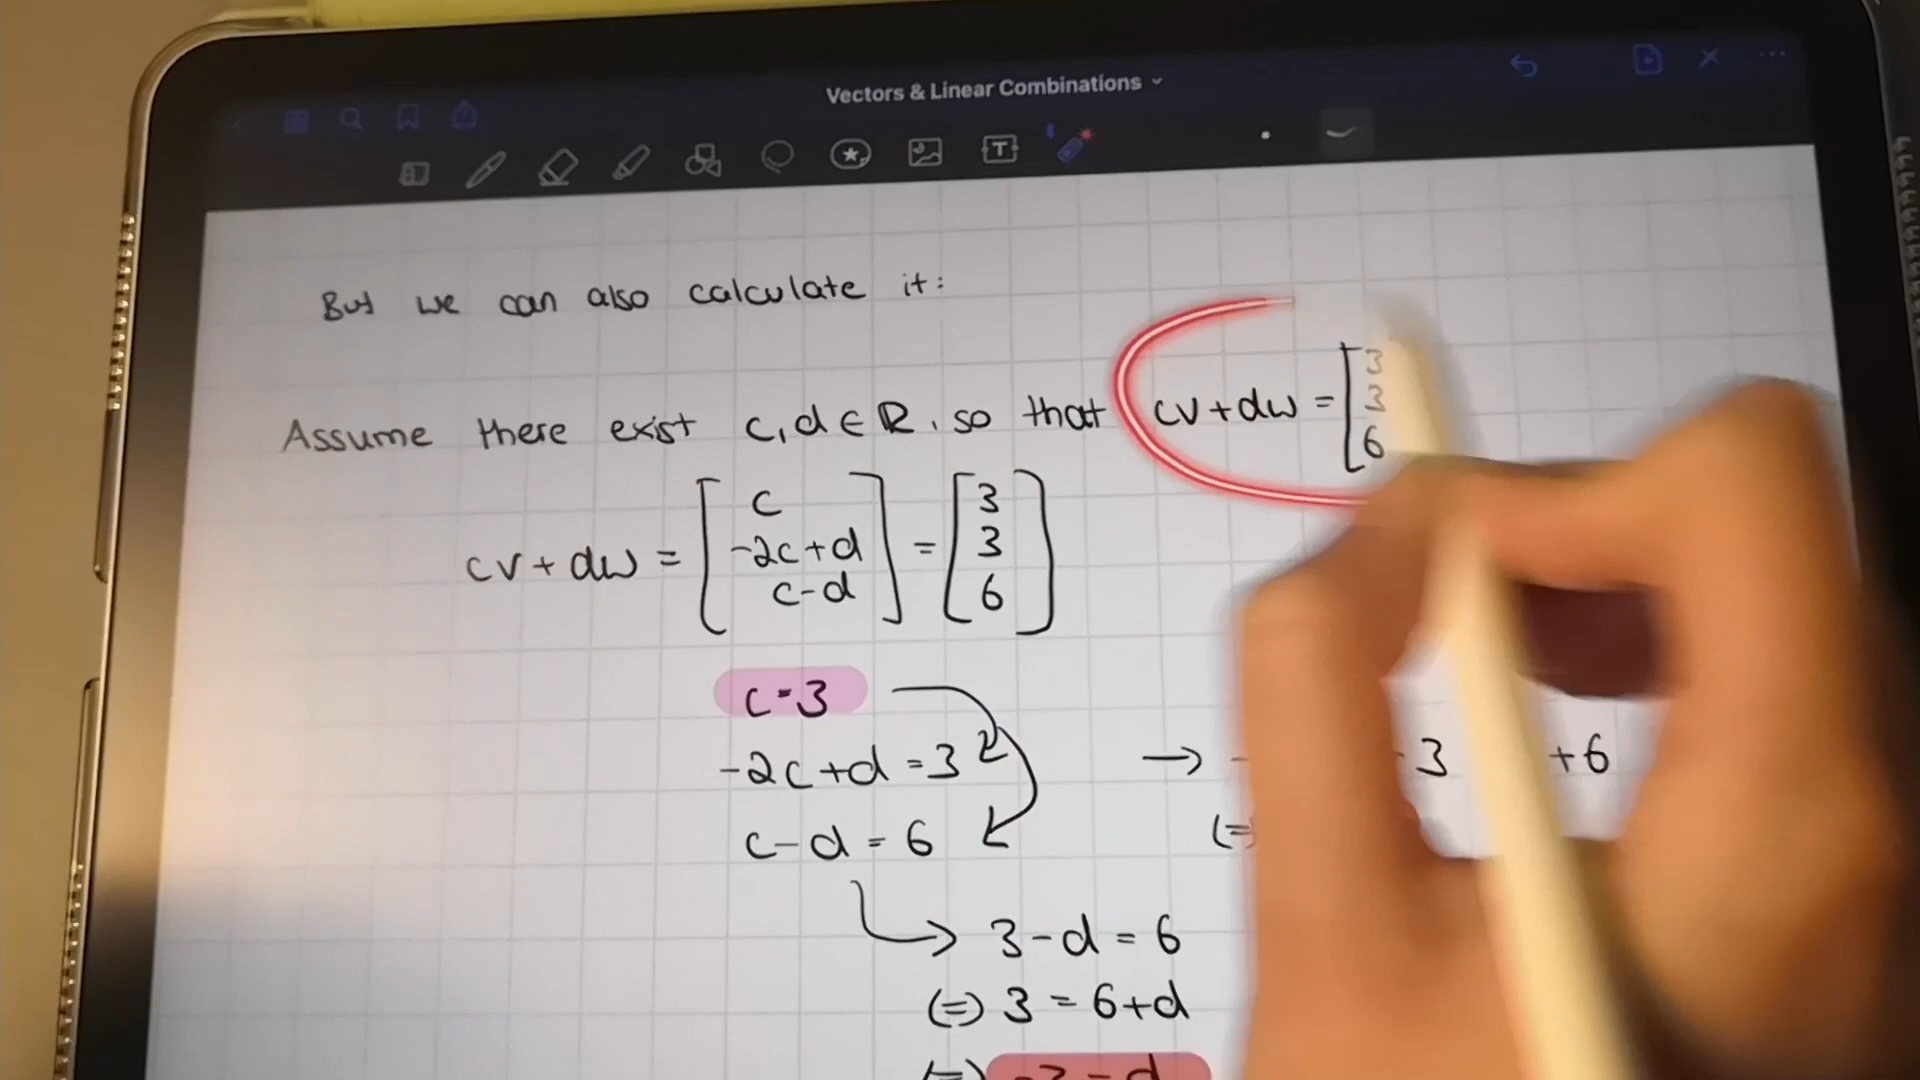 Vectors & Linear Combinations
But we can also calculate it:
Assume there exist c, d ∈ ℝ, so that cv+dw = [3 3 6
cv + dw = [c -2c+d c-d] = [3 3 6]
c = 3
-2c+d = 3
→ - 3 +6
c-d = 6
(=)
→ 3-d = 6
(=) 3 = 6+d
(=) -3 = d